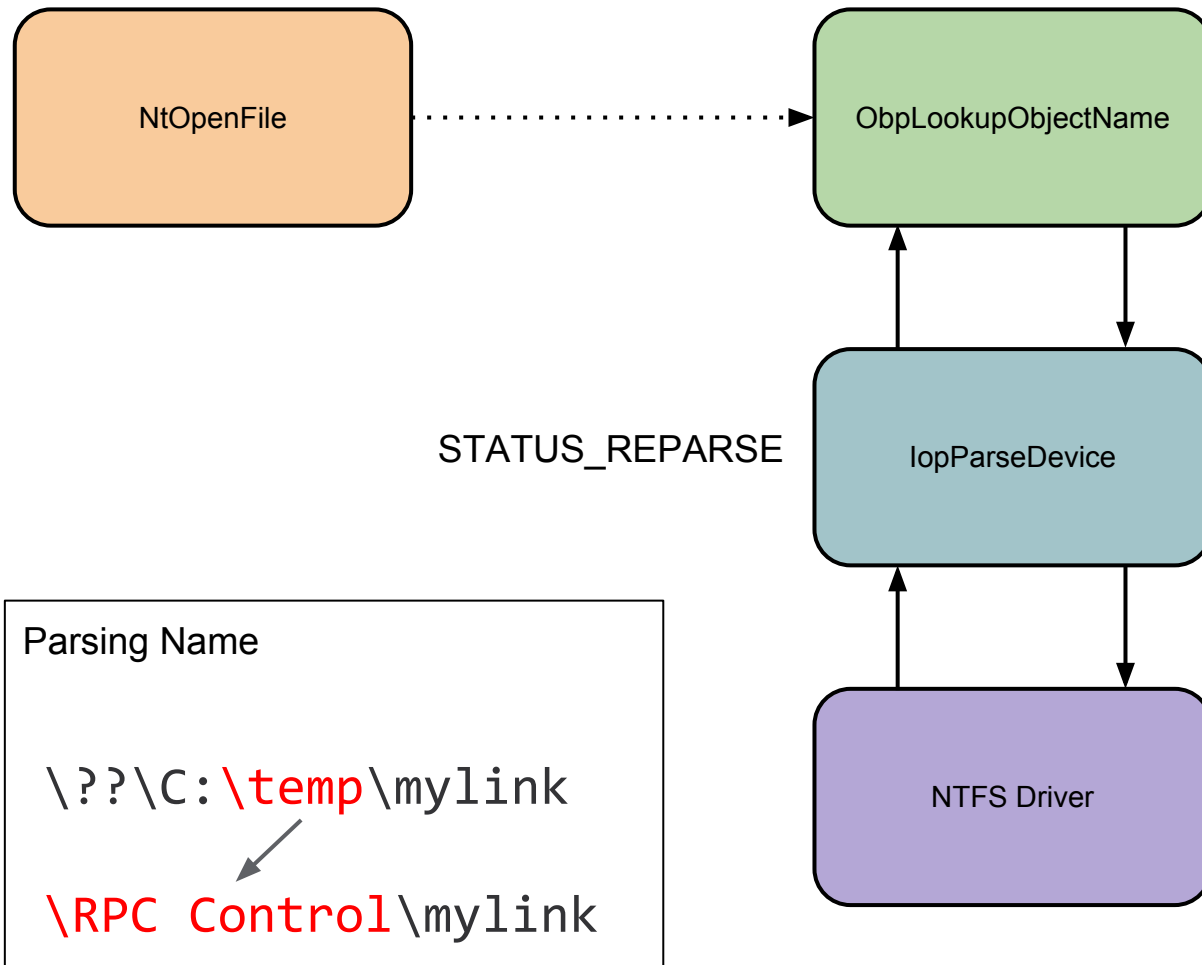 NtOpenFile
ObpLookupObjectName
STATUS_REPARSE
IopParseDevice
Parsing Name
\??\C:\temp\mylink
\RPC Control\mylink
NTFS Driver